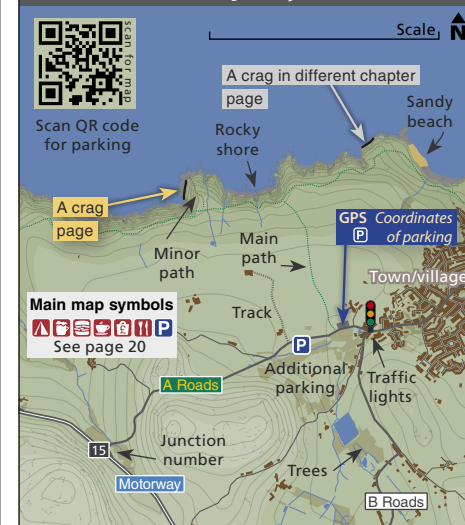 Scale
N
scan for map
A crag in different chapter
page
Scan QR code
for parking
Rocky
shore
Sandy
beach
A crag
page
Minor
path
Main
path
GPS Coordinates
P of parking
Town/village
Main map symbols
P
See page 20
Track
P
Additional
parking
Traffic
lights
A Roads
15
Junction
number
Motorway
Trees
B Roads